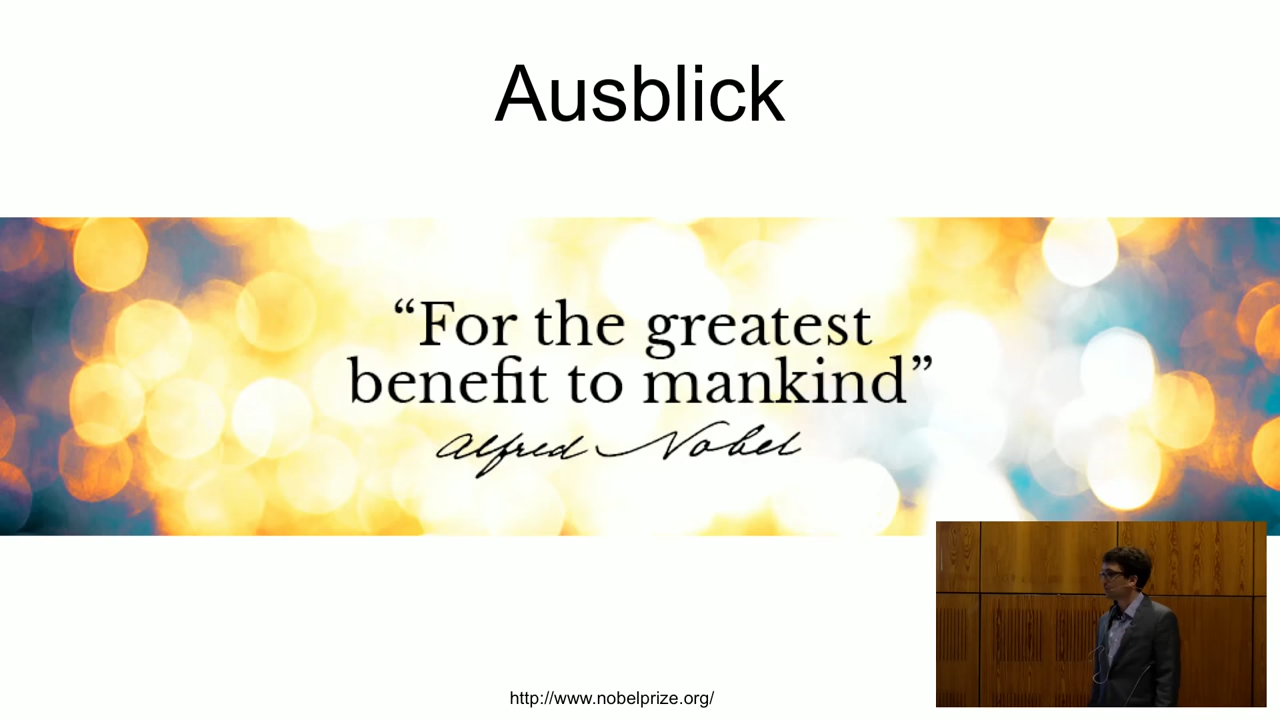 Ausblick
“For the greatest
benefit to mankind”
Alfred Nobel
http://www.nobelprize.org/